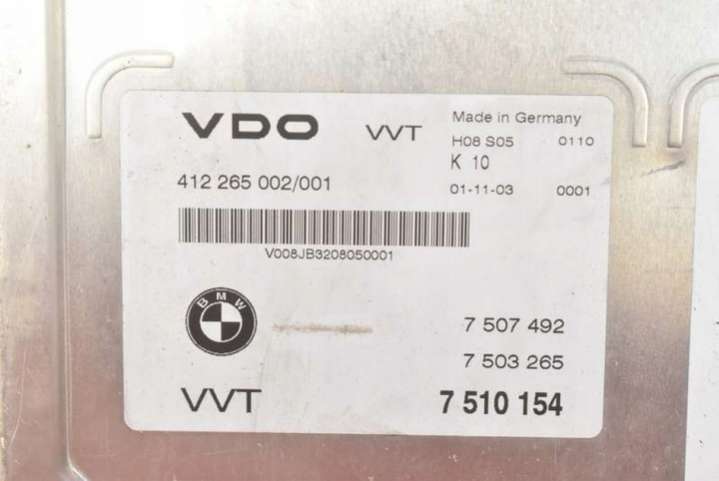 VDO VVT Made in Germany
H08 S05 0110
K 10
412 265 002/001 01-11-03 0001
V008JB3208050001
BMW
7 507 492
7 503 265
VVT 7 510 154